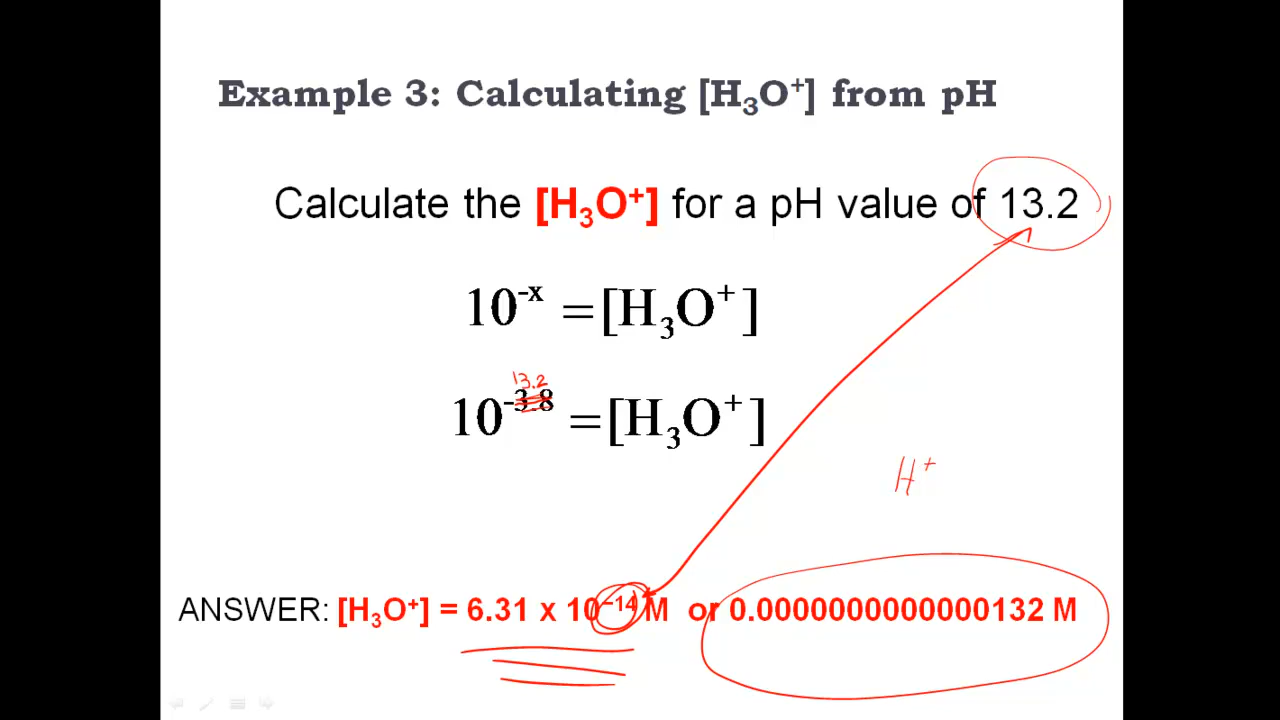 Example 3: Calculating [H₃O⁺] from pH
Calculate the [H₃O⁺] for a pH value of 13.2
10⁻ˣ = [H₃O⁺]
13.2
10⁻³·⁸ = [H₃O⁺]
H⁺
ANSWER: [H₃O⁺] = 6.31 x 10⁻¹⁴ M or 0.0000000000000132 M